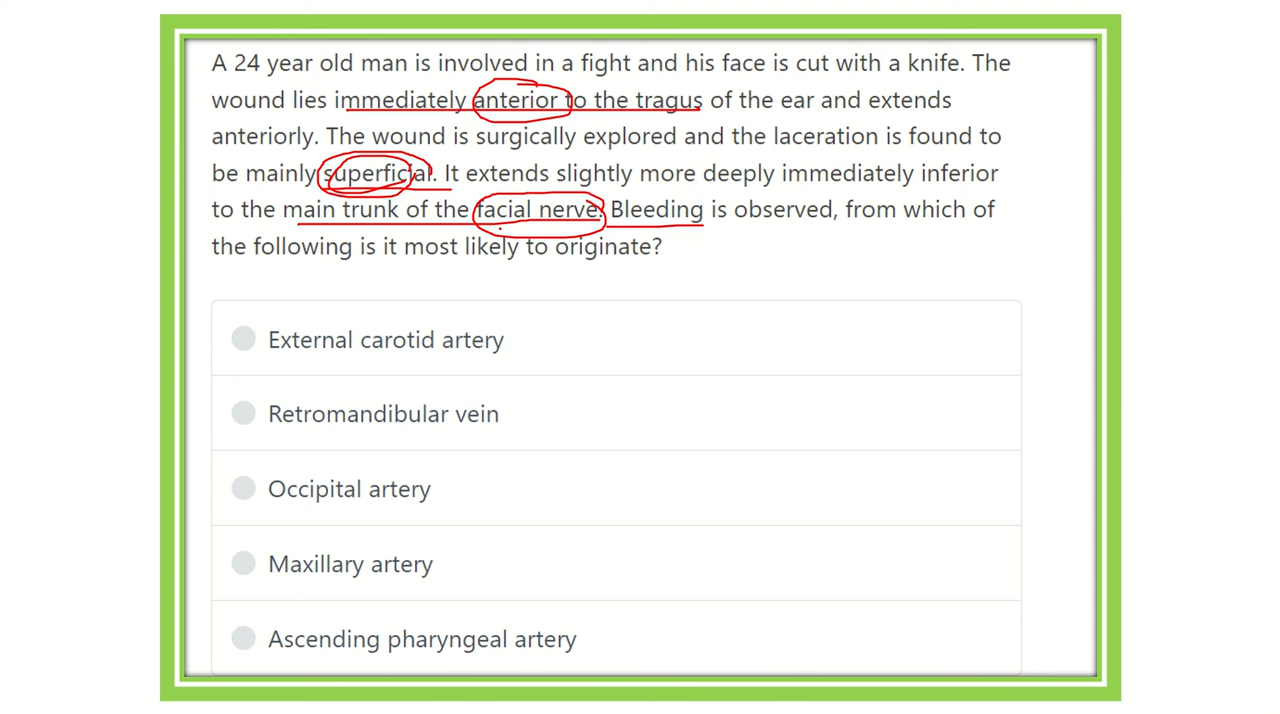 A 24 year old man is involved in a fight and his face is cut with a knife. The
wound lies immediately anterior to the tragus of the ear and extends
anteriorly. The wound is surgically explored and the laceration is found to
be mainly superficial. It extends slightly more deeply immediately inferior
to the main trunk of the facial nerve. Bleeding is observed, from which of
the following is it most likely to originate?
External carotid artery
Retromandibular vein
Occipital artery
Maxillary artery
Ascending pharyngeal artery